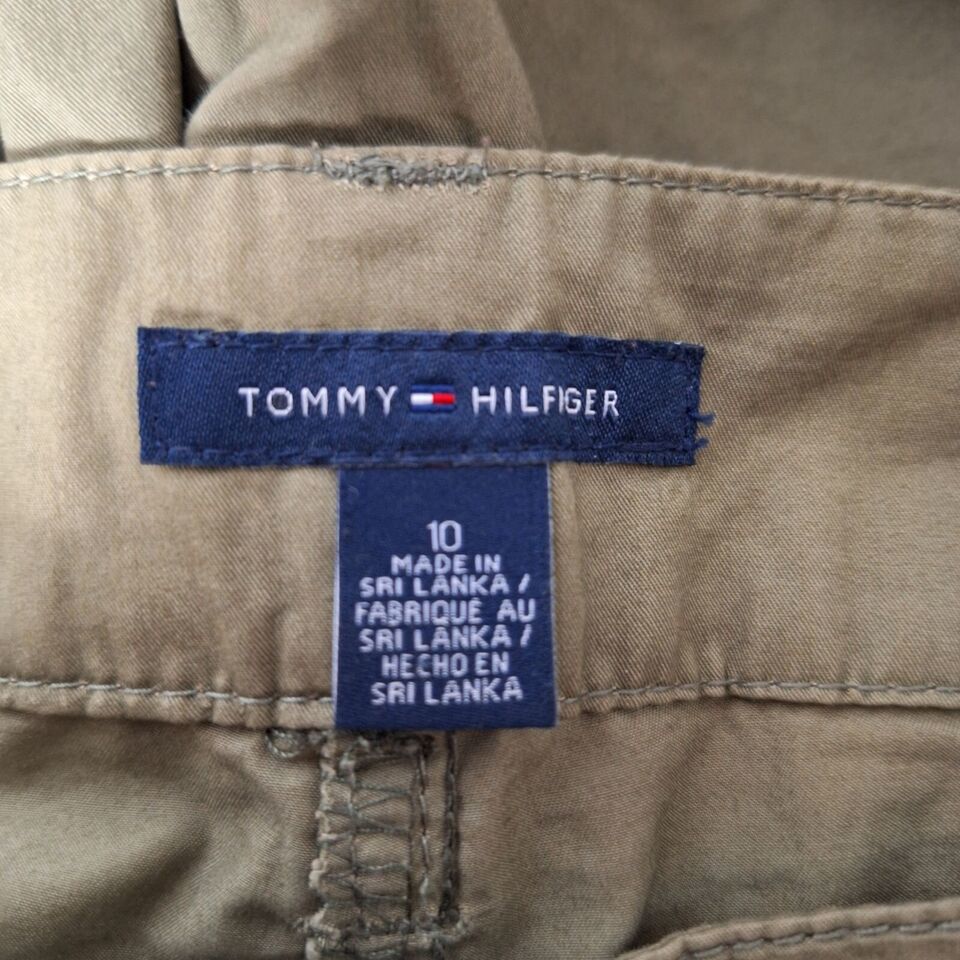 TOMMY HILFIGER
10
MADE IN
SRI LANKA /
FABRIQUÉ AU
SRI LANKA /
HECHO EN
SRI LANKA